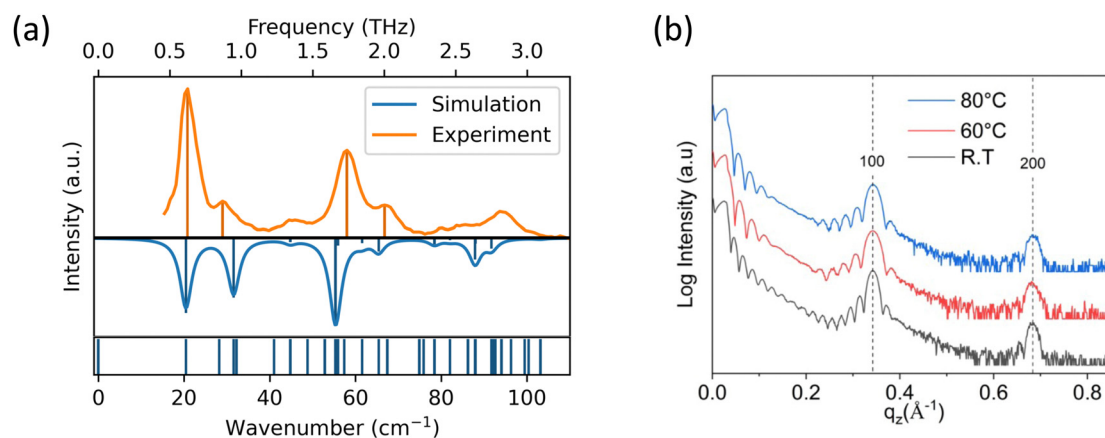 (a)
Frequency (THz)
0.0 0.5 1.0 1.5 2.0 2.5 3.0
Simulation
Experiment
Intensity (a.u.)
0 20 40 60 80 100
Wavenumber (cm⁻¹)
(b)
80°C
60°C
R.T
100
200
Log Intensity (a.u)
0.0 0.2 0.4 0.6 0.8
q_z(Å⁻¹)